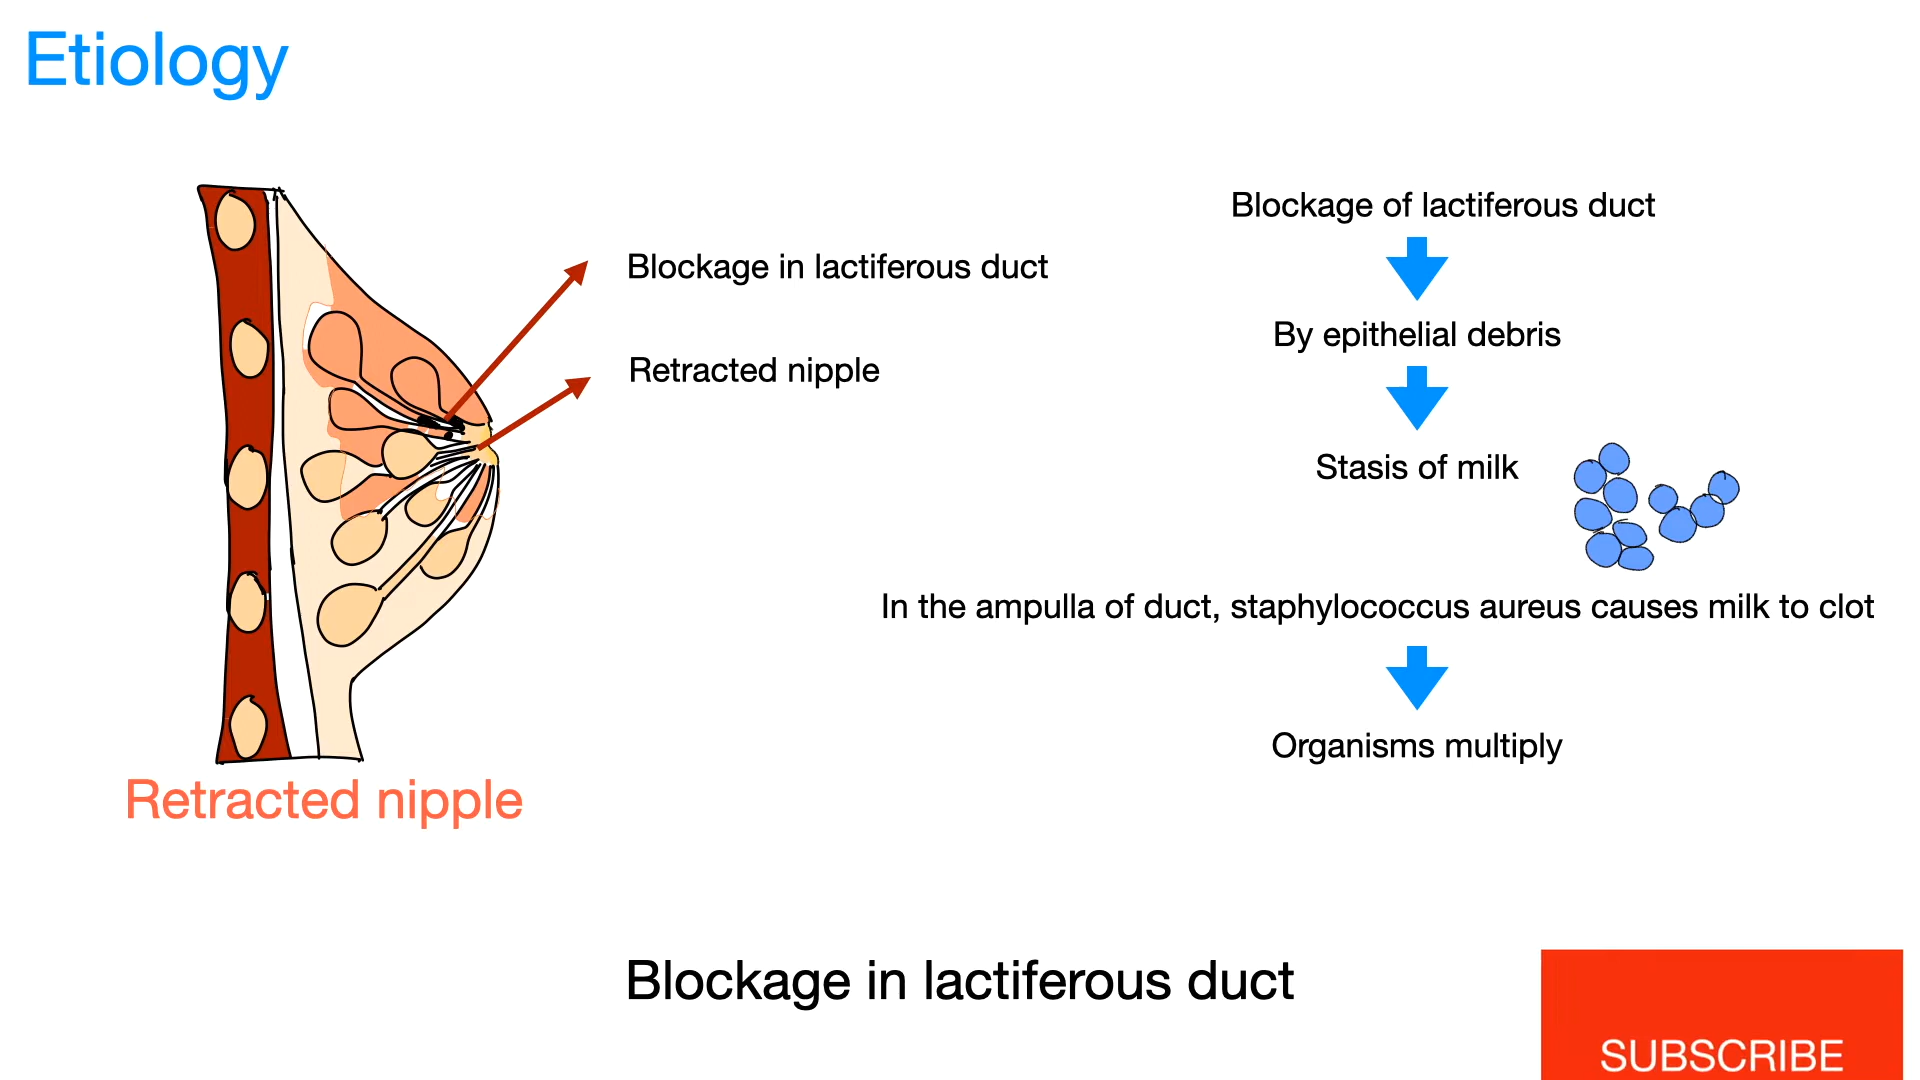 Etiology
Blockage in lactiferous duct
Retracted nipple
Retracted nipple
Blockage of lactiferous duct
By epithelial debris
Stasis of milk
In the ampulla of duct, staphylococcus aureus causes milk to clot
Organisms multiply
Blockage in lactiferous duct
SUBSCRIBE